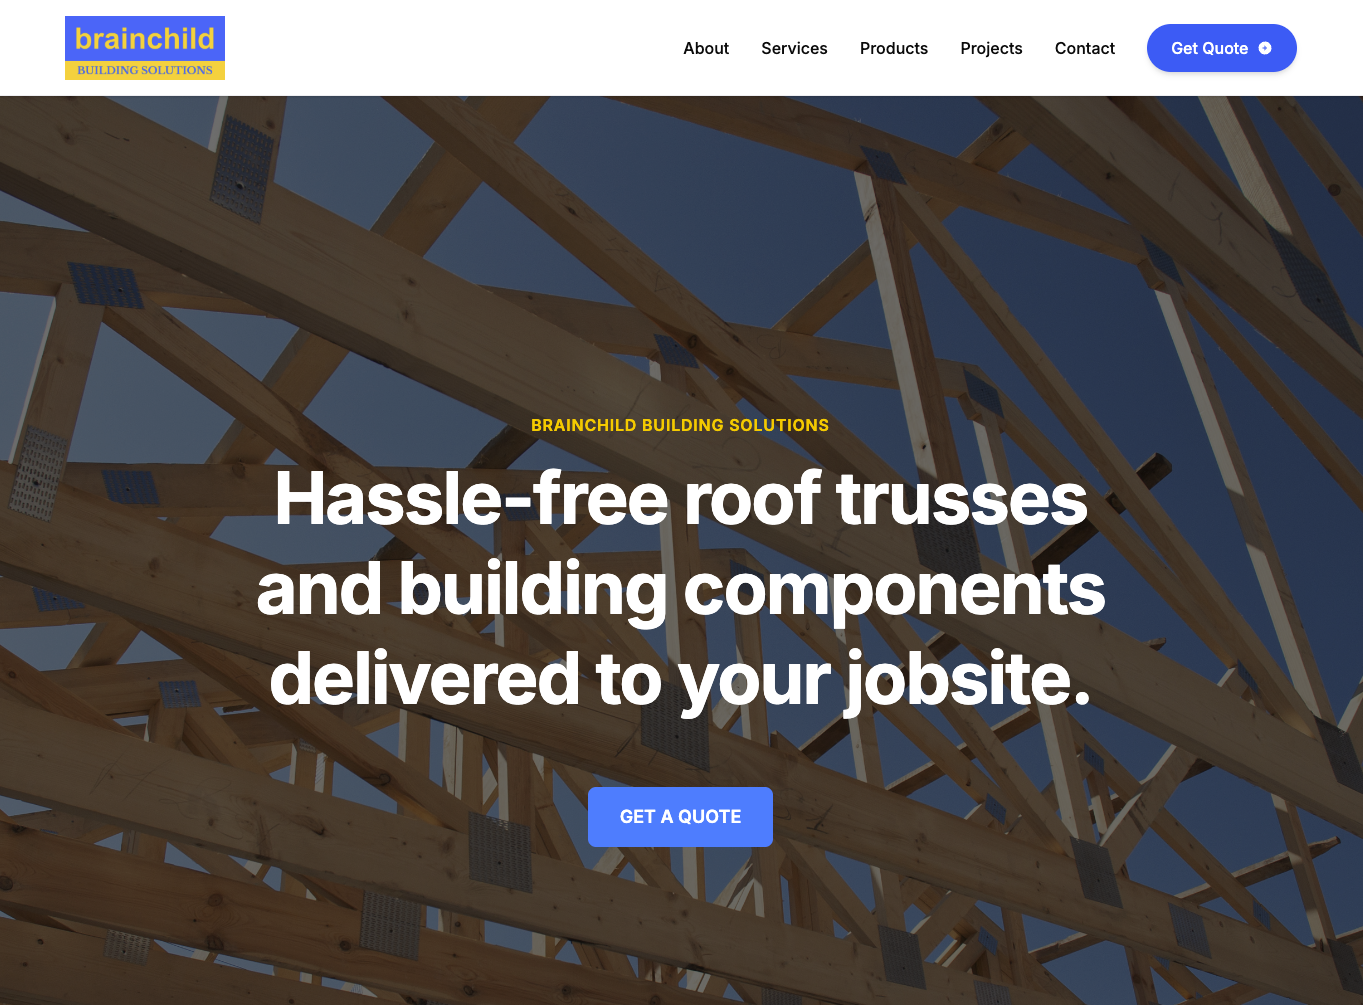 brainchild
BUILDING SOLUTIONS
About
Services
Products
Projects
Contact
Get Quote
BRAINCHILD BUILDING SOLUTIONS
Hassle-free roof trusses
and building components
delivered to your jobsite.
GET A QUOTE